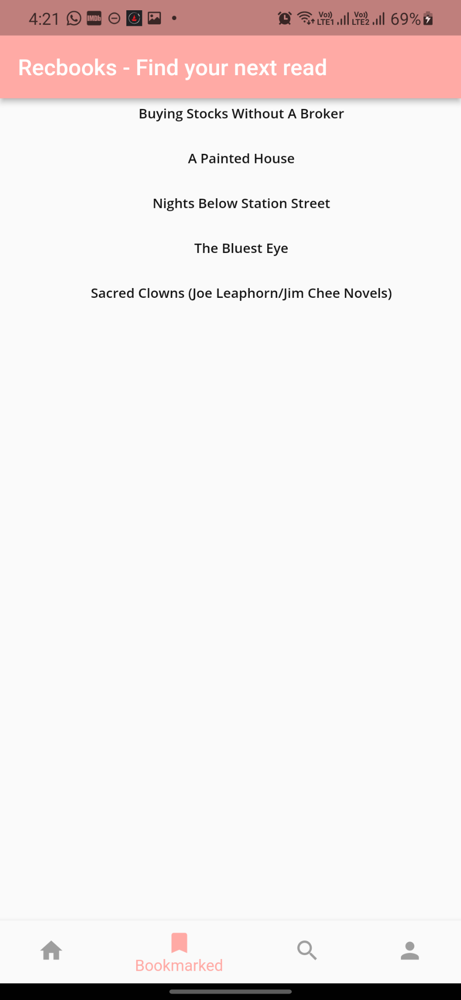 4:21 IMDb Vo)) LTE1 Vo)) LTE2 69%
Recbooks - Find your next read
Buying Stocks Without A Broker
A Painted House
Nights Below Station Street
The Bluest Eye
Sacred Clowns (Joe Leaphorn/Jim Chee Novels)
Bookmarked